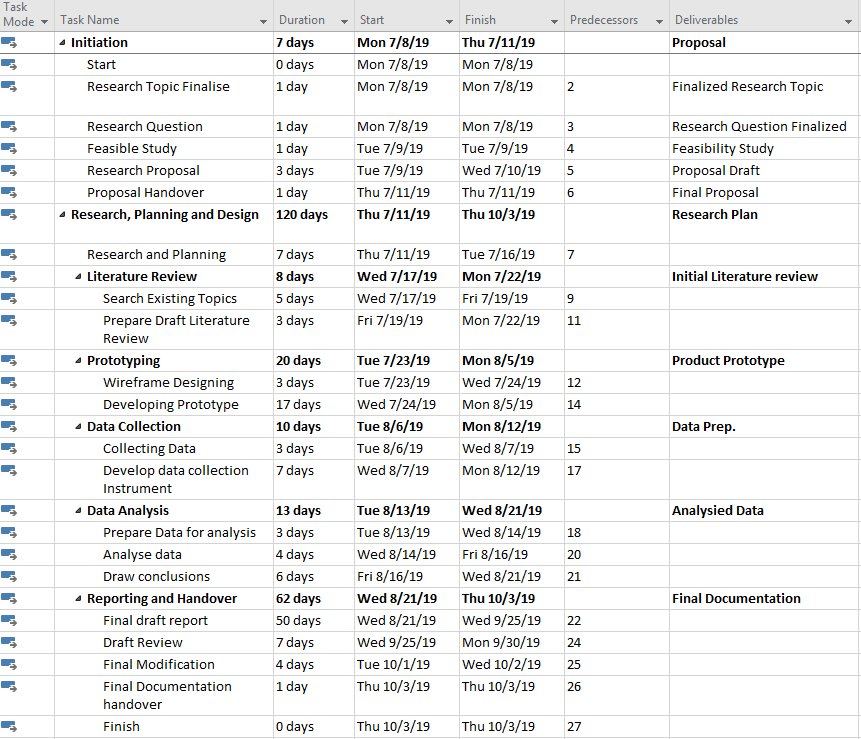 Task Mode Task Name Duration Start Finish Predecessors Deliverables
Initiation 7 days Mon 7/8/19 Thu 7/11/19 Proposal
Start 0 days Mon 7/8/19 Mon 7/8/19
Research Topic Finalise 1 day Mon 7/8/19 Mon 7/8/19 2 Finalized Research Topic
Research Question 1 day Mon 7/8/19 Mon 7/8/19 3 Research Question Finalized
Feasible Study 1 day Tue 7/9/19 Tue 7/9/19 4 Feasibility Study
Research Proposal 3 days Tue 7/9/19 Wed 7/10/19 5 Proposal Draft
Proposal Handover 1 day Thu 7/11/19 Thu 7/11/19 6 Final Proposal
Research, Planning and Design 120 days Thu 7/11/19 Thu 10/3/19 Research Plan
Research and Planning 7 days Thu 7/11/19 Tue 7/16/19 7
Literature Review 8 days Wed 7/17/19 Mon 7/22/19 Initial Literature review
Search Existing Topics 5 days Wed 7/17/19 Fri 7/19/19 9
Prepare Draft Literature Review 3 days Fri 7/19/19 Mon 7/22/19 11
Prototyping 20 days Tue 7/23/19 Mon 8/5/19 Product Prototype
Wireframe Designing 3 days Tue 7/23/19 Wed 7/24/19 12
Developing Prototype 17 days Wed 7/24/19 Mon 8/5/19 14
Data Collection 10 days Tue 8/6/19 Mon 8/12/19 Data Prep.
Collecting Data 3 days Tue 8/6/19 Wed 8/7/19 15
Develop data collection Instrument 7 days Wed 8/7/19 Mon 8/12/19 17
Data Analysis 13 days Tue 8/13/19 Wed 8/21/19 Analysied Data
Prepare Data for analysis 3 days Tue 8/13/19 Wed 8/14/19 18
Analyse data 4 days Wed 8/14/19 Fri 8/16/19 20
Draw conclusions 6 days Fri 8/16/19 Wed 8/21/19 21
Reporting and Handover 62 days Wed 8/21/19 Thu 10/3/19 Final Documentation
Final draft report 50 days Wed 8/21/19 Wed 9/25/19 22
Draft Review 7 days Wed 9/25/19 Mon 9/30/19 24
Final Modification 4 days Tue 10/1/19 Wed 10/2/19 25
Final Documentation handover 1 day Thu 10/3/19 Thu 10/3/19 26
Finish 0 days Thu 10/3/19 Thu 10/3/19 27